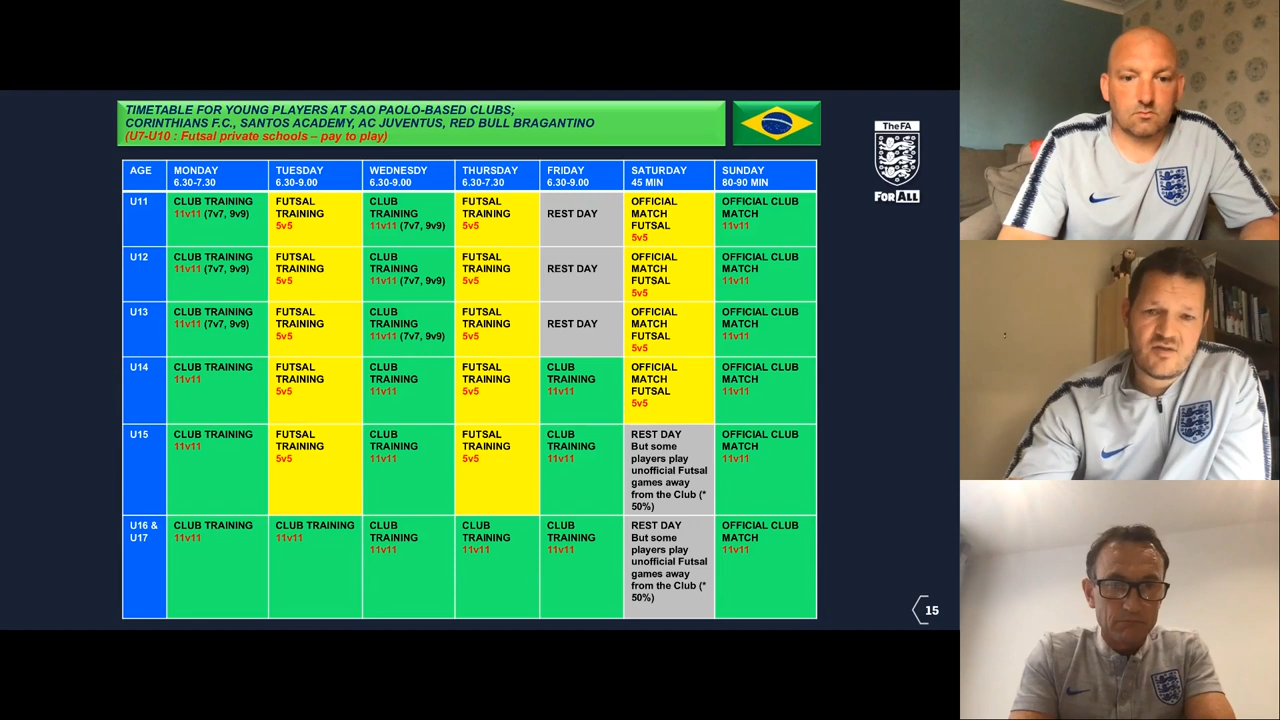 TIMETABLE FOR YOUNG PLAYERS AT SAO PAOLO-BASED CLUBS;
CORINTHIANS F.C., SANTOS ACADEMY, AC JUVENTUS, RED BULL BRAGANTINO
(U7-U10 : Futsal private schools – pay to play)
The FA
FOR ALL
AGE
MONDAY
6.30-7.30
TUESDAY
6.30-9.00
WEDNESDY
6.30-9.00
THURSDAY
6.30-7.30
FRIDAY
6.30-9.00
SATURDAY
45 MIN
SUNDAY
80-90 MIN
U11
CLUB TRAINING
11v11 (7v7, 9v9)
FUTSAL
TRAINING
5v5
CLUB
TRAINING
11v11 (7v7, 9v9)
FUTSAL
TRAINING
5v5
REST DAY
OFFICIAL
MATCH
FUTSAL
5v5
OFFICIAL CLUB
MATCH
11v11
U12
CLUB TRAINING
11v11 (7v7, 9v9)
FUTSAL
TRAINING
5v5
CLUB
TRAINING
11v11 (7v7, 9v9)
FUTSAL
TRAINING
5v5
REST DAY
OFFICIAL
MATCH
FUTSAL
5v5
OFFICIAL CLUB
MATCH
11v11
U13
CLUB TRAINING
11v11 (7v7, 9v9)
FUTSAL
TRAINING
5v5
CLUB
TRAINING
11v11 (7v7, 9v9)
FUTSAL
TRAINING
5v5
REST DAY
OFFICIAL
MATCH
FUTSAL
5v5
OFFICIAL CLUB
MATCH
11v11
U14
CLUB TRAINING
11v11
FUTSAL
TRAINING
5v5
CLUB
TRAINING
11v11
FUTSAL
TRAINING
5v5
CLUB
TRAINING
11v11
OFFICIAL
MATCH
FUTSAL
5v5
OFFICIAL CLUB
MATCH
11v11
U15
CLUB TRAINING
11v11
FUTSAL
TRAINING
5v5
CLUB
TRAINING
11v11
FUTSAL
TRAINING
5v5
CLUB
TRAINING
11v11
REST DAY
But some
players play
unofficial Futsal
games away
from the Club (*
50%)
OFFICIAL CLUB
MATCH
11v11
U16 &
U17
CLUB TRAINING
11v11
CLUB TRAINING
11v11
CLUB
TRAINING
11v11
CLUB
TRAINING
11v11
CLUB
TRAINING
11v11
REST DAY
But some
players play
unofficial Futsal
games away
from the Club (*
50%)
OFFICIAL CLUB
MATCH
11v11
15